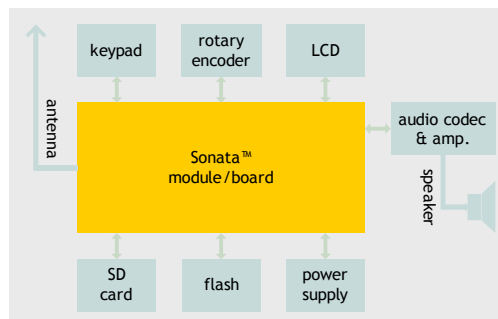 keypad
rotary
encoder
LCD
antenna
Sonata™
module/board
audio codec
& amp.
speaker
SD
card
flash
power
supply